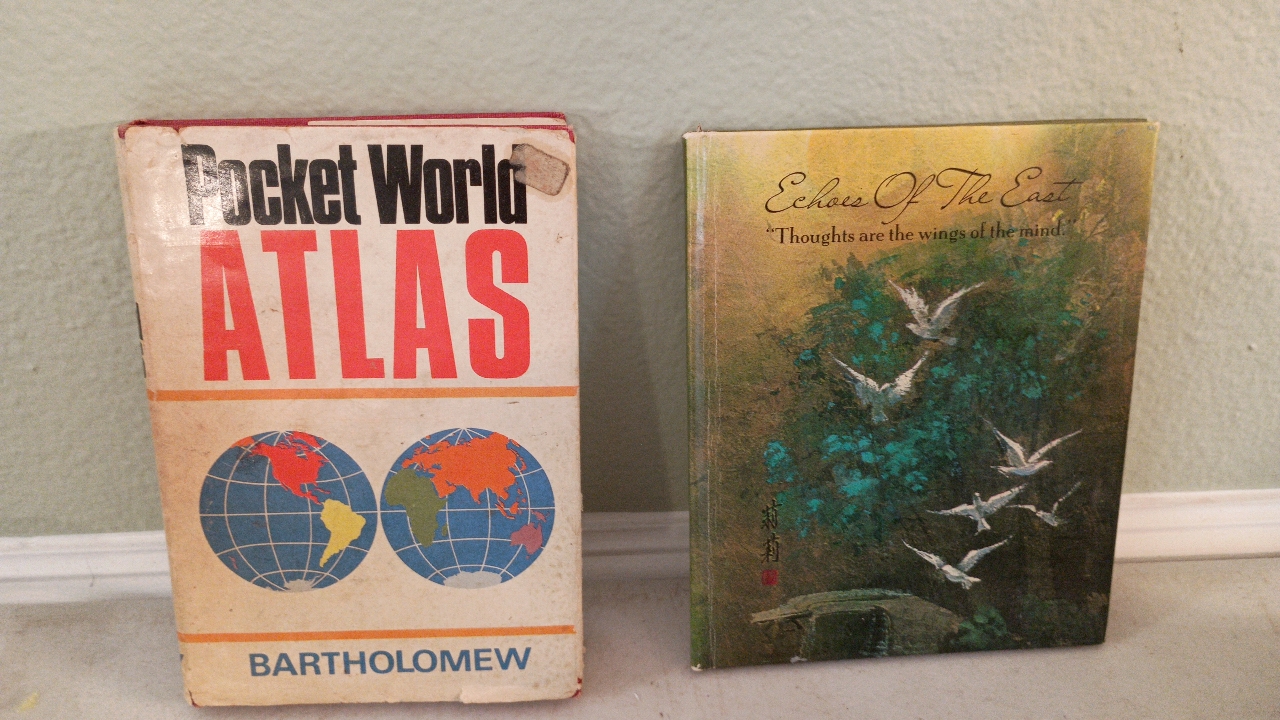 Pocket World
ATLAS
BARTHOLOMEW
Echoes Of The East
“Thoughts are the wings of the mind.”
莉莉